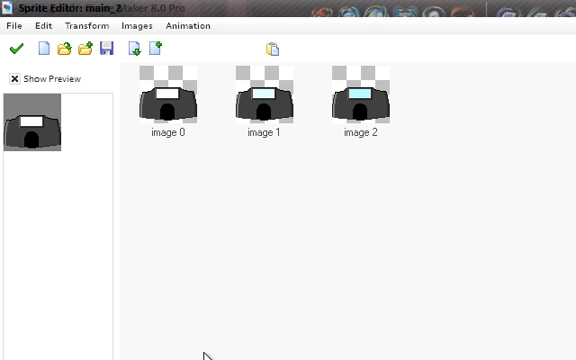 Sprite Editor: main_2 Maker 8.0 Pro
File Edit Transform Images Animation
Show Preview
image 0 image 1 image 2